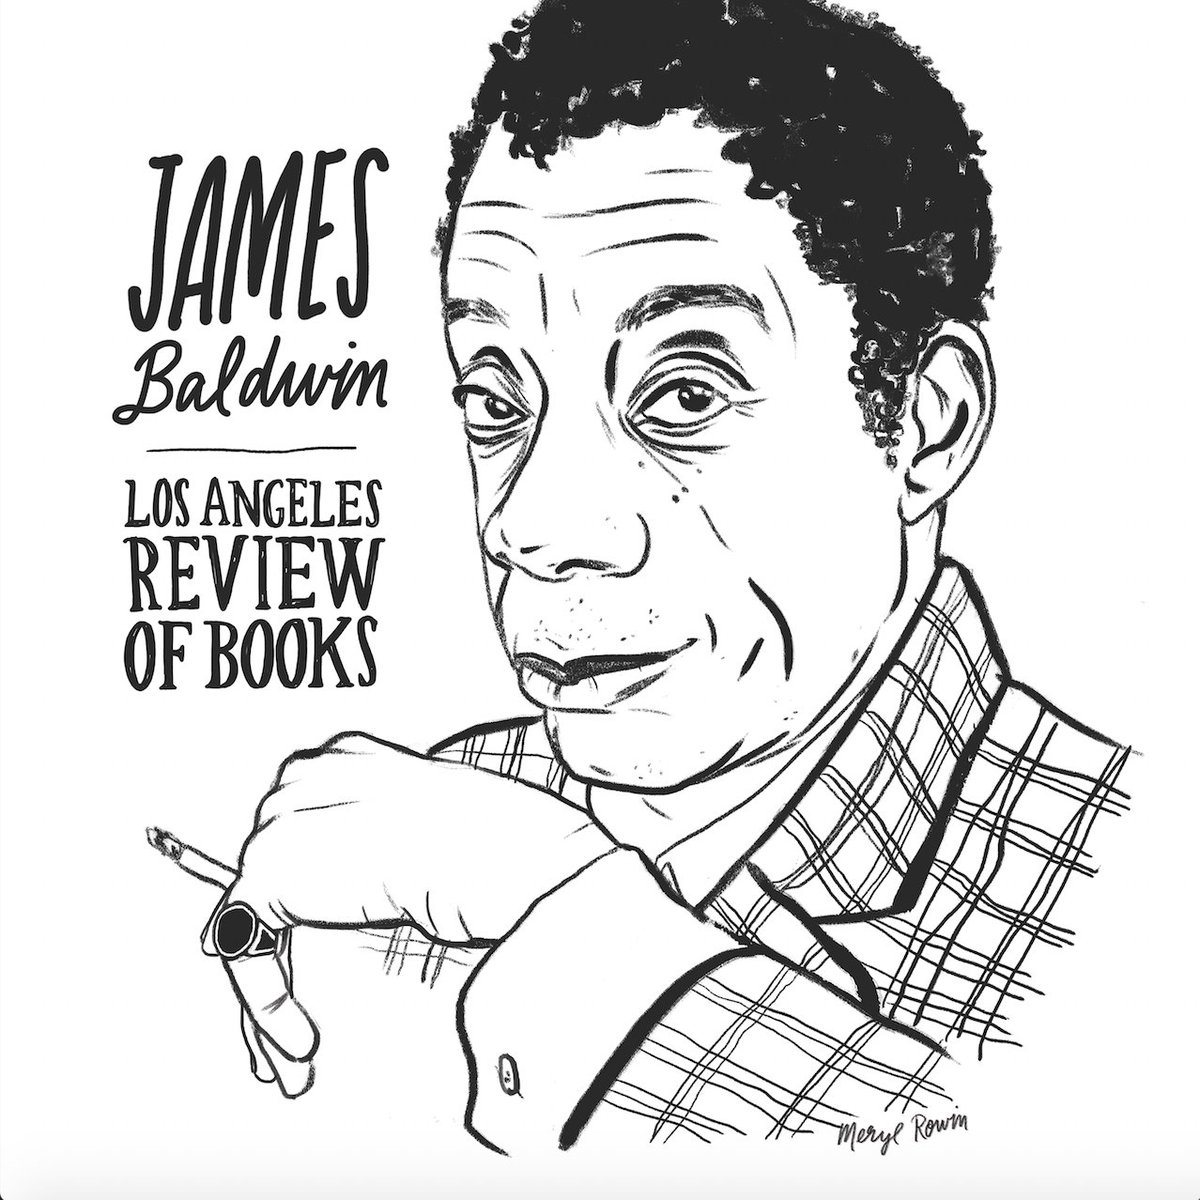 JAMES
Baldwin
LOS ANGELES
REVIEW
OF BOOKS
Meryl Rowin